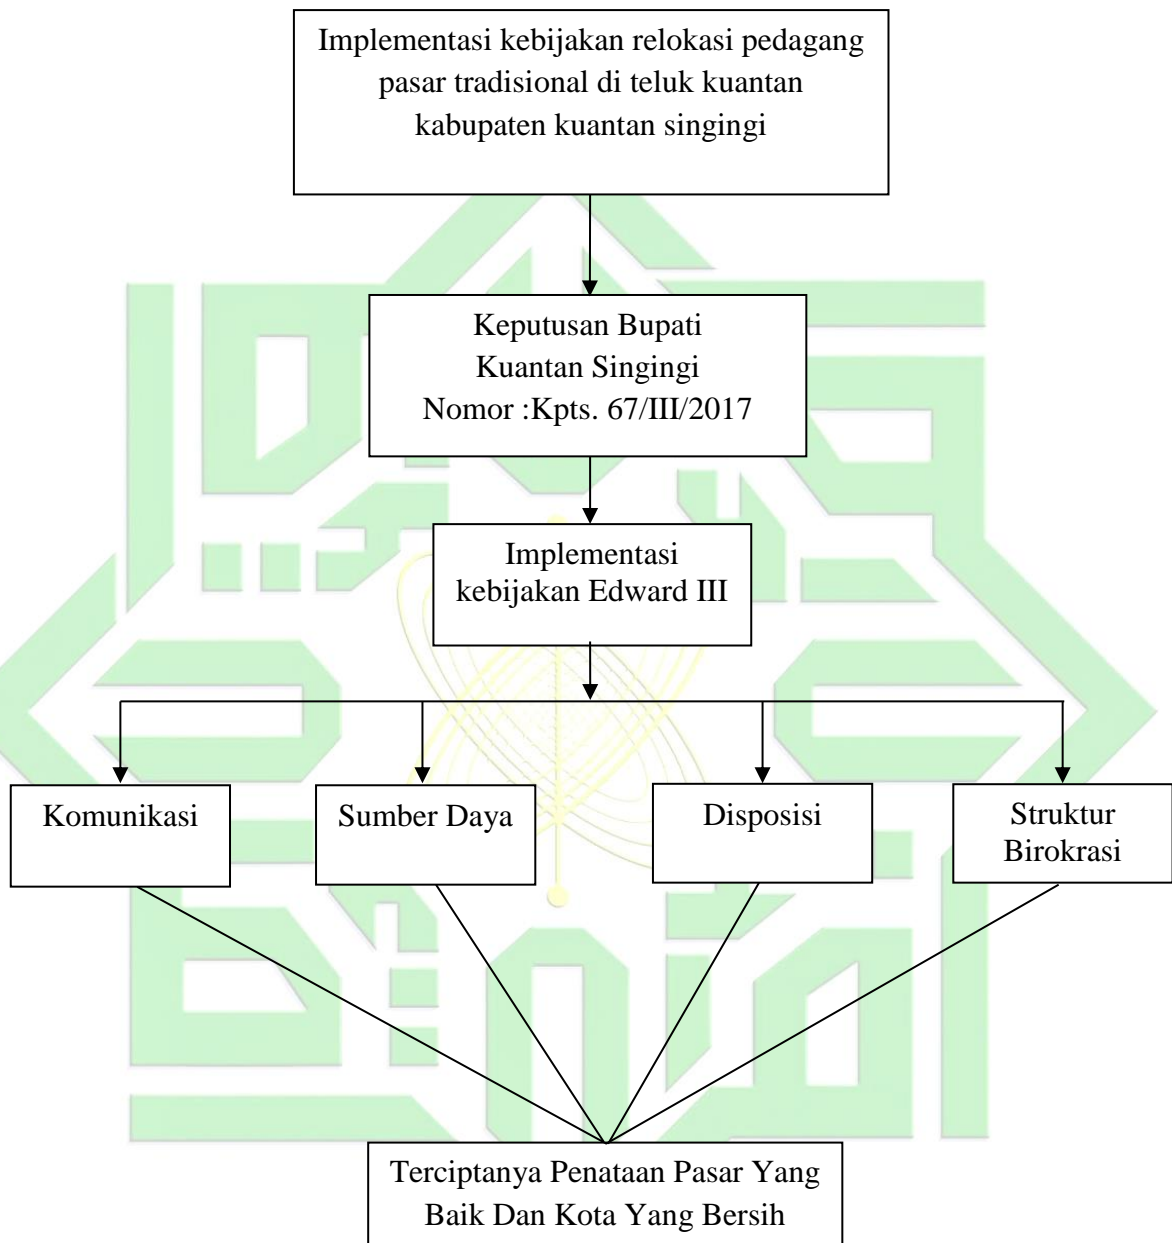 Implementasi kebijakan relokasi pedagang
pasar tradisional di teluk kuantan
kabupaten kuantan singingi
Keputusan Bupati
Kuantan Singingi
Nomor :Kpts. 67/III/2017
Implementasi
kebijakan Edward III
Komunikasi
Sumber Daya
Disposisi
Struktur
Birokrasi
Terciptanya Penataan Pasar Yang
Baik Dan Kota Yang Bersih